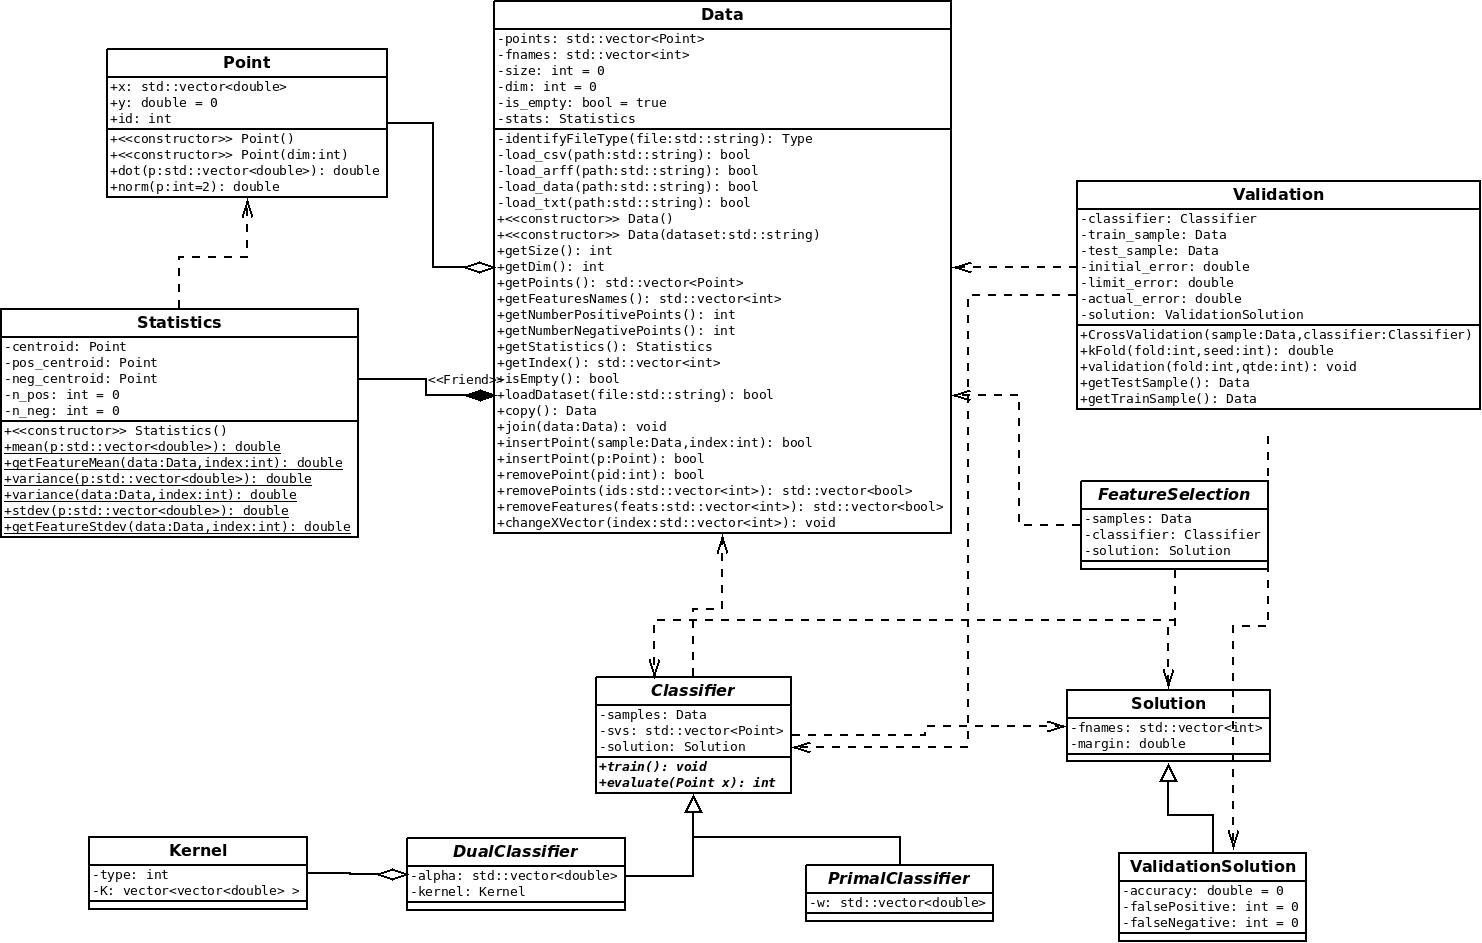 Data
-points: std::vector<Point>
-fnames: std::vector<int>
-size: int = 0
-dim: int = 0
-is_empty: bool = true
-stats: Statistics
-identifyFileType(file:std::string): Type
-load_csv(path:std::string): bool
-load_arff(path:std::string): bool
-load_data(path:std::string): bool
-load_txt(path:std::string): bool
+<<constructor>> Data()
+<<constructor>> Data(dataset:std::string)
+getSize(): int
+getDim(): int
+getPoints(): std::vector<Point>
+getFeaturesNames(): std::vector<int>
+getNumberPositivePoints(): int
+getNumberNegativePoints(): int
+getStatistics(): Statistics
+getIndex(): std::vector<int>
+isEmpty(): bool
+loadDataset(file:std::string): bool
+copy(): Data
+join(data:Data): void
+insertPoint(sample:Data,index:int): bool
+insertPoint(p:Point): bool
+removePoint(pid:int): bool
+removePoints(ids:std::vector<int>): std::vector<bool>
+removeFeatures(feats:std::vector<int>): std::vector<bool>
+changeXVector(index:std::vector<int>): void
Point
+x: std::vector<double>
+y: double = 0
+id: int
+<<constructor>> Point()
+<<constructor>> Point(dim:int)
+dot(p:std::vector<double>): double
+norm(p:int=2): double
Validation
-classifier: Classifier
-train_sample: Data
-test_sample: Data
-initial_error: double
-limit_error: double
-actual_error: double
-solution: ValidationSolution
+CrossValidation(sample:Data,classifier:Classifier)
+kFold(fold:int,seed:int): double
+validation(fold:int,qtde:int): void
+getTestSample(): Data
+getTrainSample(): Data
Statistics
-centroid: Point
-pos_centroid: Point
-neg_centroid: Point
-n_pos: int = 0
-n_neg: int = 0
+<<constructor>> Statistics()
+mean(p:std::vector<double>): double
+getFeatureMean(data:Data,index:int): double
+variance(p:std::vector<double>): double
+variance(data:Data,index:int): double
+stdev(p:std::vector<double>): double
+getFeatureStdev(data:Data,index:int): double
<<Friend>>
FeatureSelection
-samples: Data
-classifier: Classifier
-solution: Solution
Classifier
-samples: Data
-svs: std::vector<Point>
-solution: Solution
+train(): void
+evaluate(Point x): int
Solution
-fnames: std::vector<int>
-margin: double
Kernel
-type: int
-K: vector<vector<double> >
DualClassifier
-alpha: std::vector<double>
-kernel: Kernel
PrimalClassifier
-w: std::vector<double>
ValidationSolution
-accuracy: double = 0
-falsePositive: int = 0
-falseNegative: int = 0